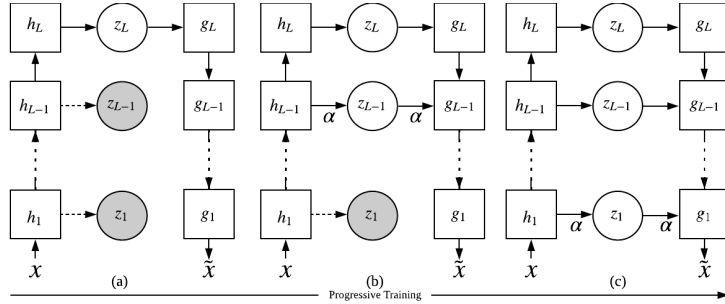 h_L z_L g_L h_L z_L g_L h_L z_L g_L
h_{L-1} z_{L-1} g_{L-1} h_{L-1} α z_{L-1} α g_{L-1} h_{L-1} z_{L-1} g_{L-1}
h_1 z_1 g_1 h_1 z_1 g_1 h_1 α z_1 α g_1
x (a) x̃ x (b) x̃ x (c) x̃
Progressive Training